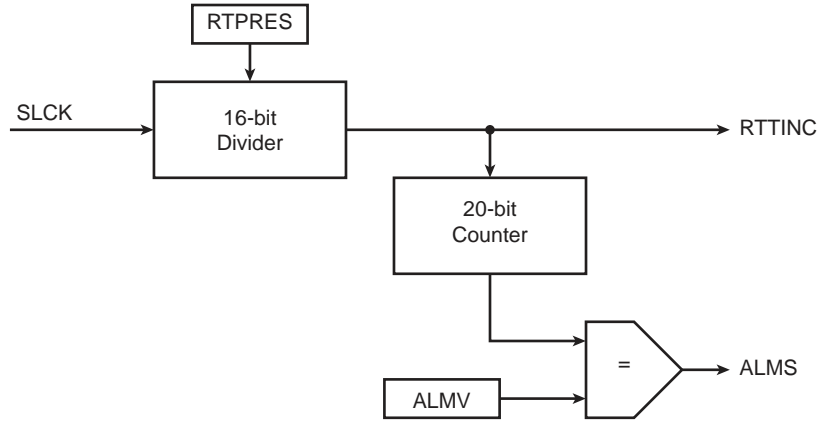 RTPRES
SLCK
16-bit
Divider
RTTINC
20-bit
Counter
=
ALMS
ALMV